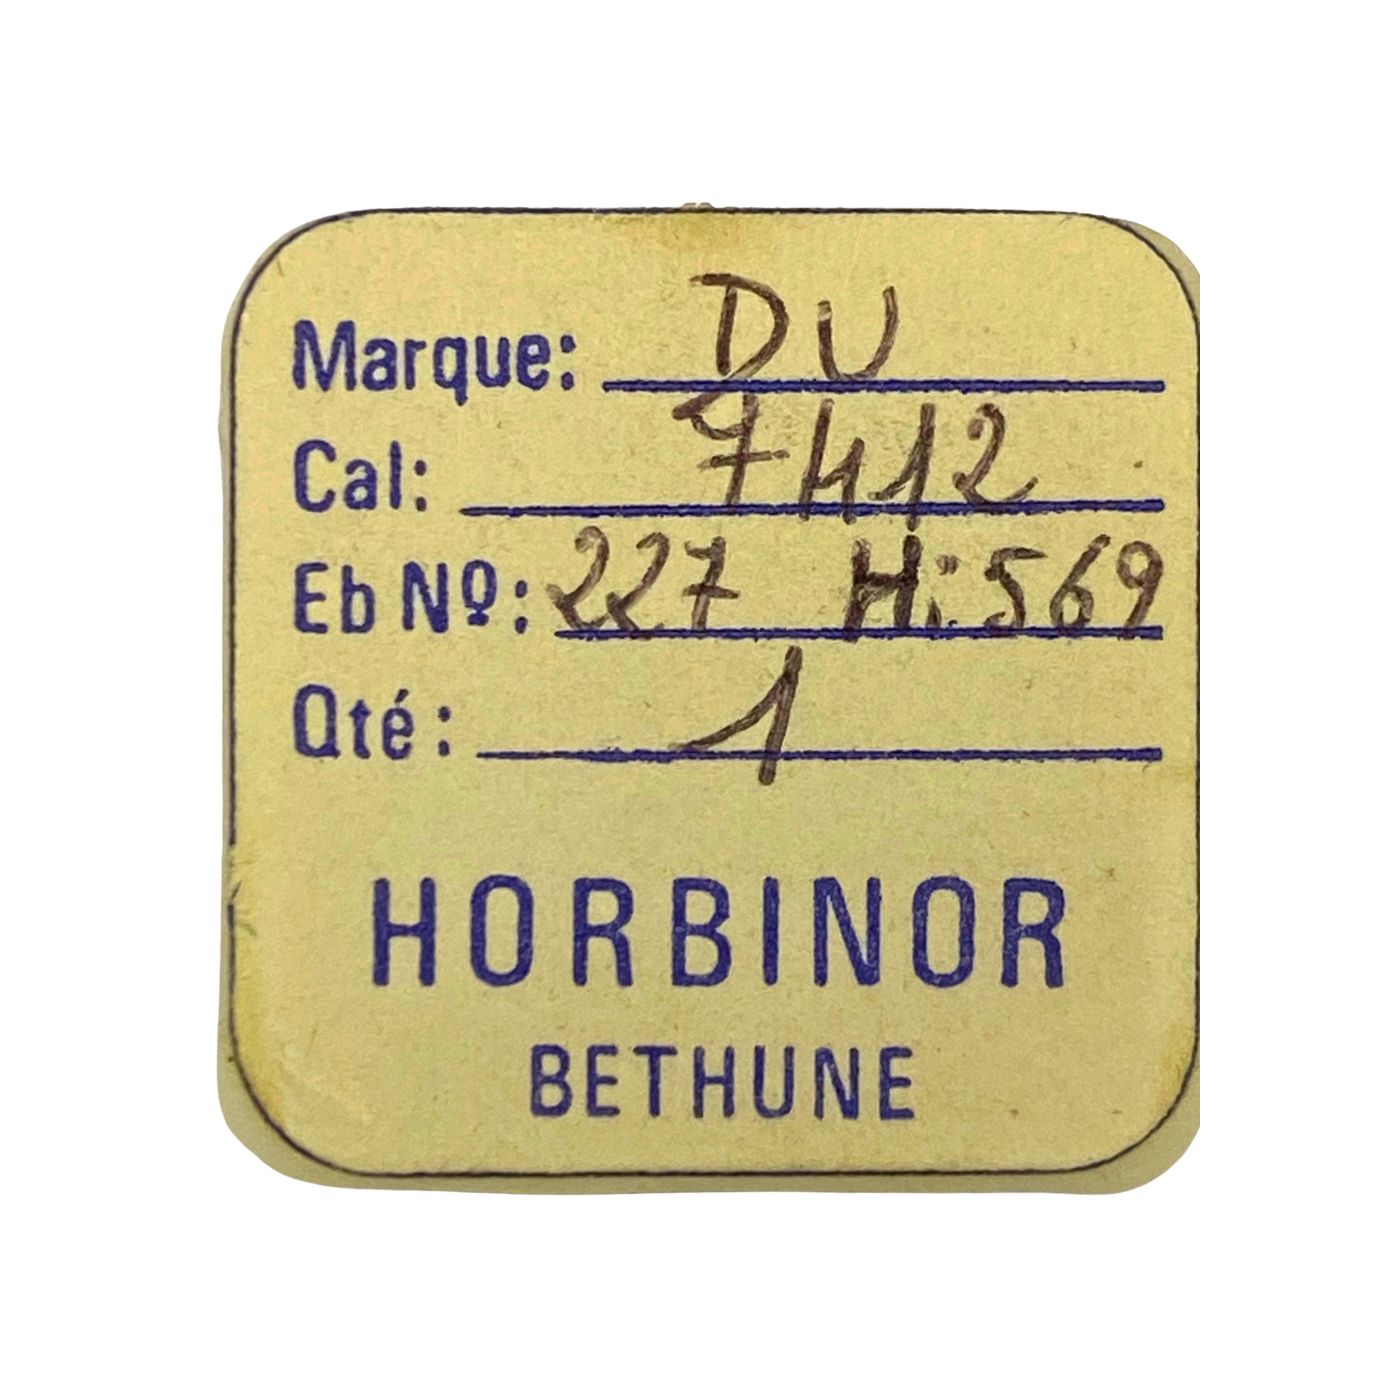 Marque: DU
Cal: 7412
Eb Nº: 227 H: 569
Qté: 1
HORBINOR
BETHUNE